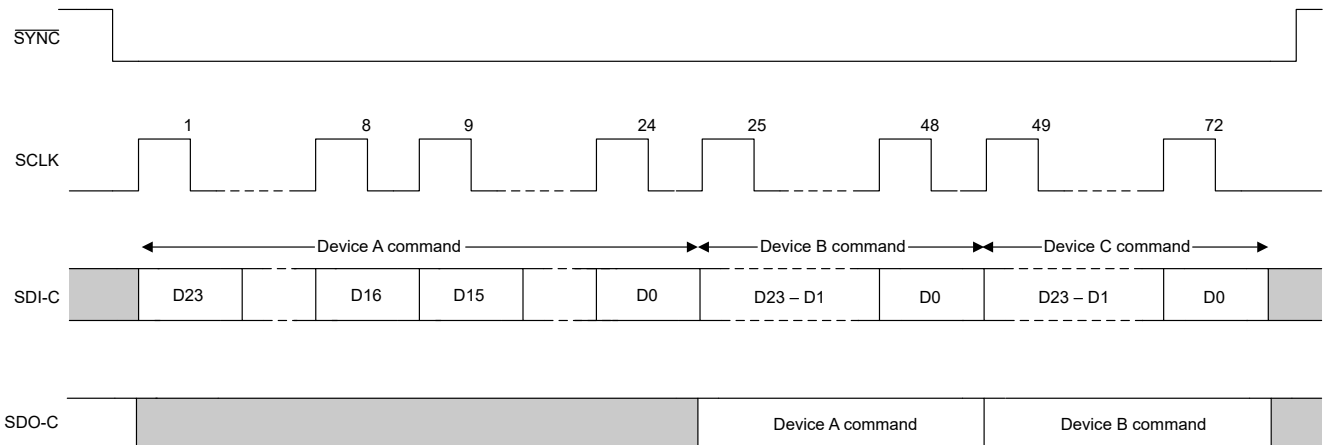 SYNC
1 8 9 24 25 48 49 72
SCLK
Device A command Device B command Device C command
SDI-C D23 D16 D15 D0 D23 – D1 D0 D23 – D1 D0
SDO-C Device A command Device B command